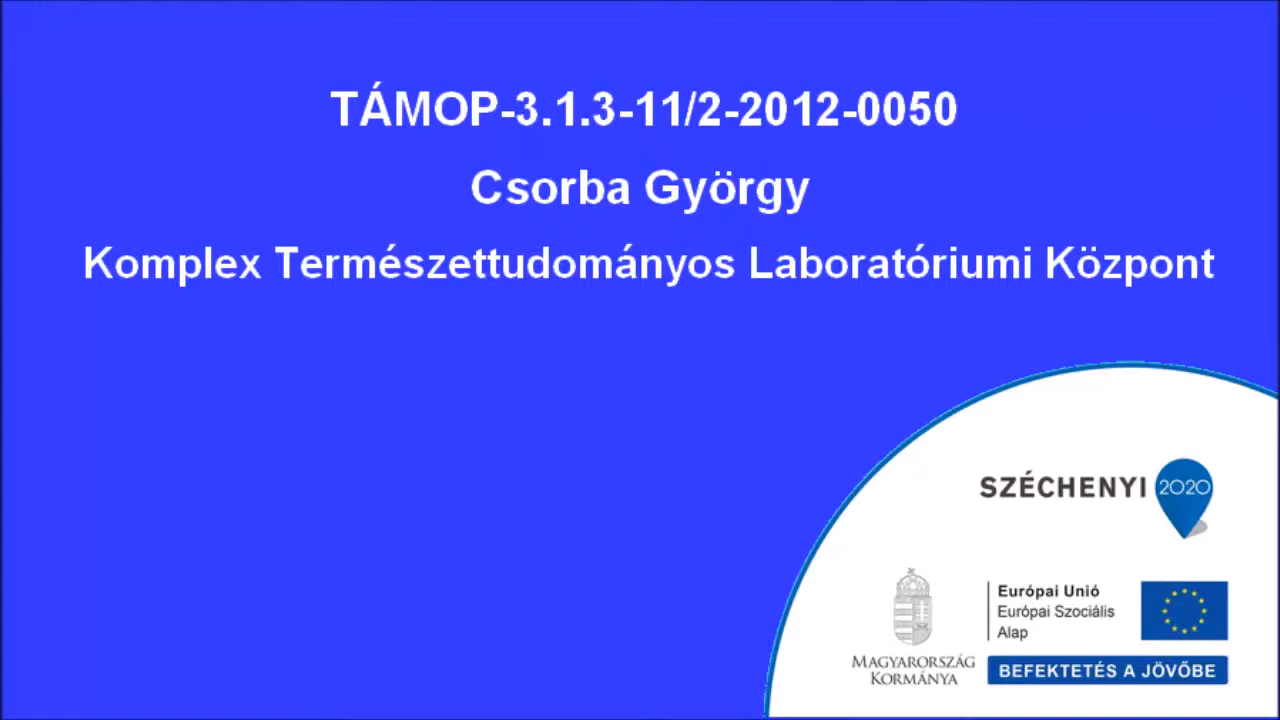 TÁMOP-3.1.3-11/2-2012-0050
Csorba György
Komplex Természettudományos Laboratóriumi Központ
SZÉCHENYI 2020
MAGYARORSZÁG
KORMÁNYA
Európai Unió
Európai Szociális
Alap
BEFEKTETÉS A JÖVŐBE